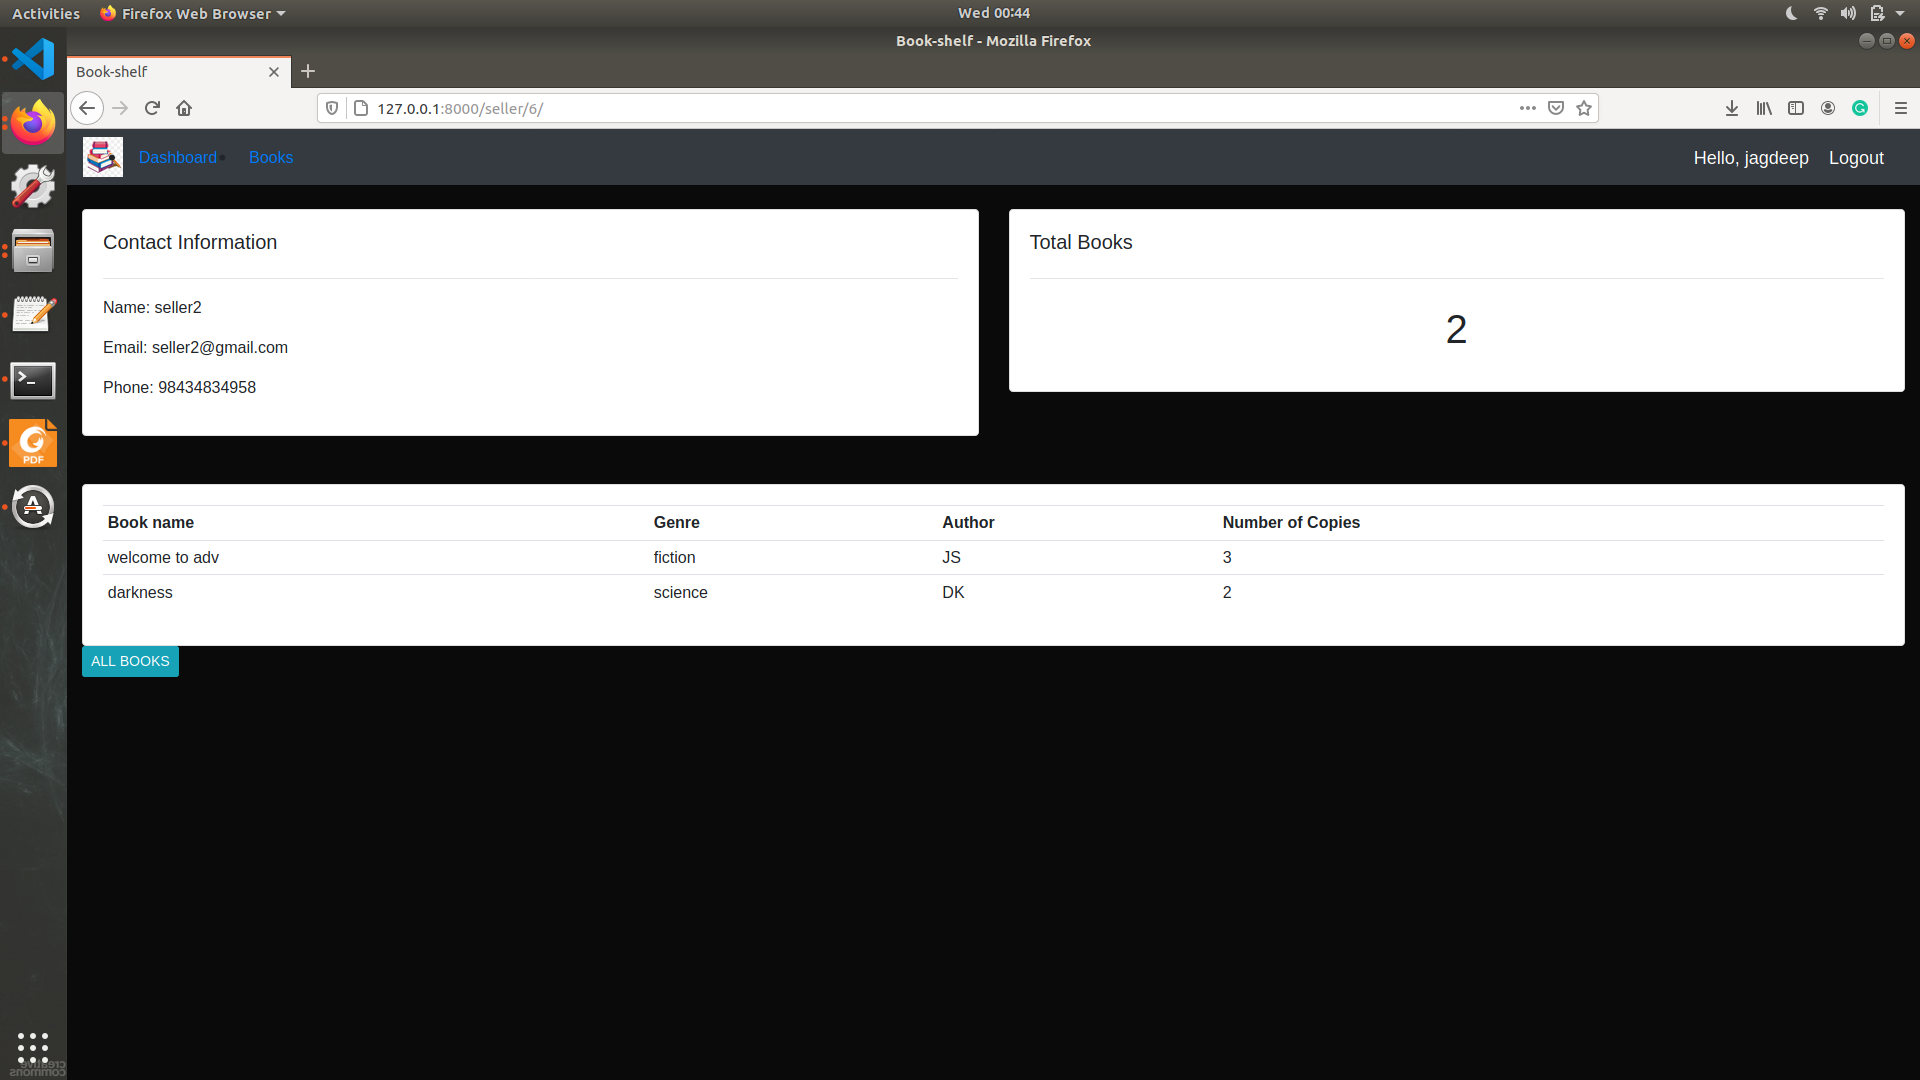 Activities Firefox Web Browser Wed 00:44
Book-shelf - Mozilla Firefox
Book-shelf
127.0.0.1:8000/seller/6/
Dashboard Books Hello, jagdeep Logout
Contact Information
Name: seller2
Email: seller2@gmail.com
Phone: 98434834958
Total Books
2
Book name Genre Author Number of Copies
welcome to adv fiction JS 3
darkness science DK 2
ALL BOOKS
PDF
creative
commons